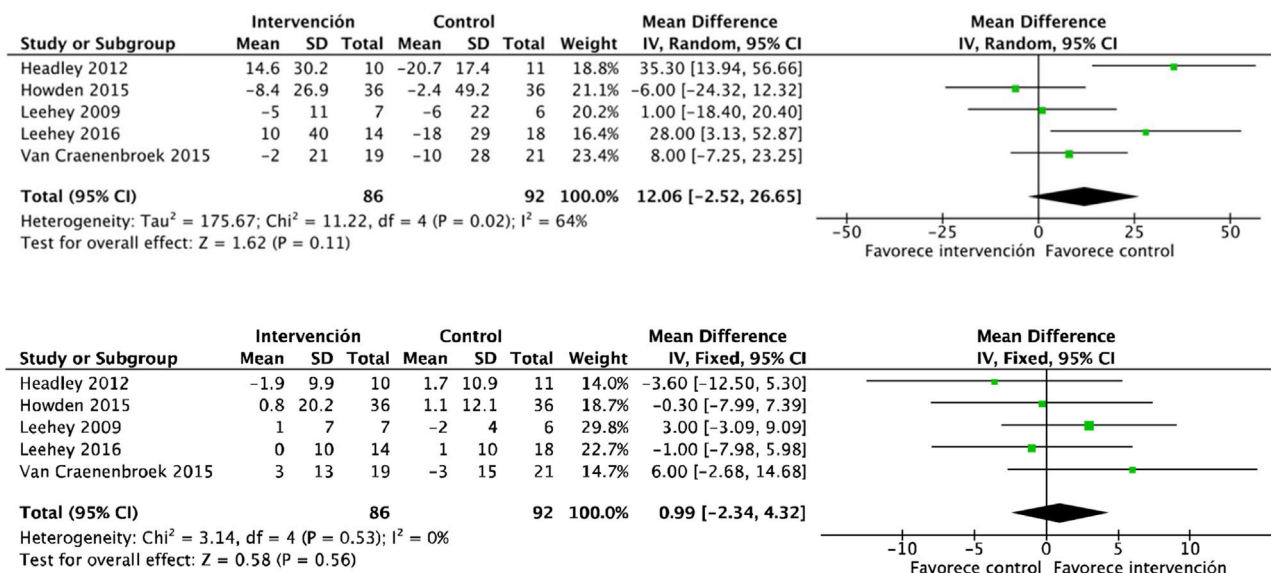 Intervención Control Mean Difference Mean Difference
Study or Subgroup Mean SD Total Mean SD Total Weight IV, Random, 95% CI IV, Random, 95% CI
Headley 2012 14.6 30.2 10 −20.7 17.4 11 18.8% 35.30 [13.94, 56.66]
Howden 2015 −8.4 26.9 36 −2.4 49.2 36 21.1% −6.00 [−24.32, 12.32]
Leehey 2009 −5 11 7 −6 22 6 20.2% 1.00 [−18.40, 20.40]
Leehey 2016 10 40 14 −18 29 18 16.4% 28.00 [3.13, 52.87]
Van Craenenbroek 2015 −2 21 19 −10 28 21 23.4% 8.00 [−7.25, 23.25]
Total (95% CI) 86 92 100.0% 12.06 [−2.52, 26.65]
Heterogeneity: Tau² = 175.67; Chi² = 11.22, df = 4 (P = 0.02); I² = 64%
Test for overall effect: Z = 1.62 (P = 0.11)
−50 −25 0 25 50
Favorece intervención Favorece control
Intervención Control Mean Difference Mean Difference
Study or Subgroup Mean SD Total Mean SD Total Weight IV, Fixed, 95% CI IV, Fixed, 95% CI
Headley 2012 −1.9 9.9 10 1.7 10.9 11 14.0% −3.60 [−12.50, 5.30]
Howden 2015 0.8 20.2 36 1.1 12.1 36 18.7% −0.30 [−7.99, 7.39]
Leehey 2009 1 7 7 −2 4 6 29.8% 3.00 [−3.09, 9.09]
Leehey 2016 0 10 14 1 10 18 22.7% −1.00 [−7.98, 5.98]
Van Craenenbroek 2015 3 13 19 −3 15 21 14.7% 6.00 [−2.68, 14.68]
Total (95% CI) 86 92 100.0% 0.99 [−2.34, 4.32]
Heterogeneity: Chi² = 3.14, df = 4 (P = 0.53); I² = 0%
Test for overall effect: Z = 0.58 (P = 0.56)
−10 −5 0 5 10
Favorece control Favorece intervención